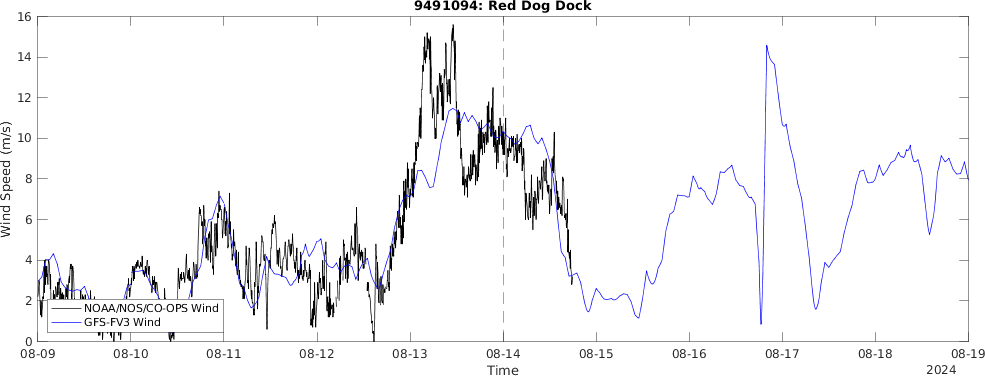 9491094: Red Dog Dock
Wind Speed (m/s)
16
14
12
10
8
6
4
2
0
NOAA/NOS/CO-OPS Wind
GFS-FV3 Wind
08-09 08-10 08-11 08-12 08-13 08-14 08-15 08-16 08-17 08-18 08-19
Time
2024